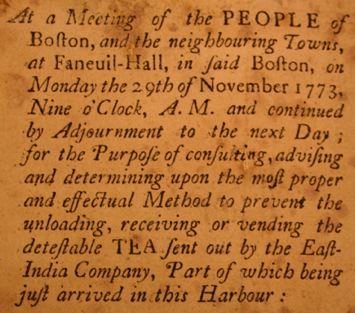 At a Meeting of the PEOPLE of
Boſton, and the neighbouring Towns,
at Faneuil-Hall, in ſaid Boſton, on
Monday the 29th of November 1773,
Nine o'Clock, A. M. and continued
by Adjournment to the next Day ;
for the Purpoſe of conſulting, adviſing
and determining upon the moſt proper
and effectual Method to prevent the
unloading, receiving or vending the
deteſtable TEA ſent out by the Eaſt-
India Company, Part of which being
juſt arrived in this Harbour :